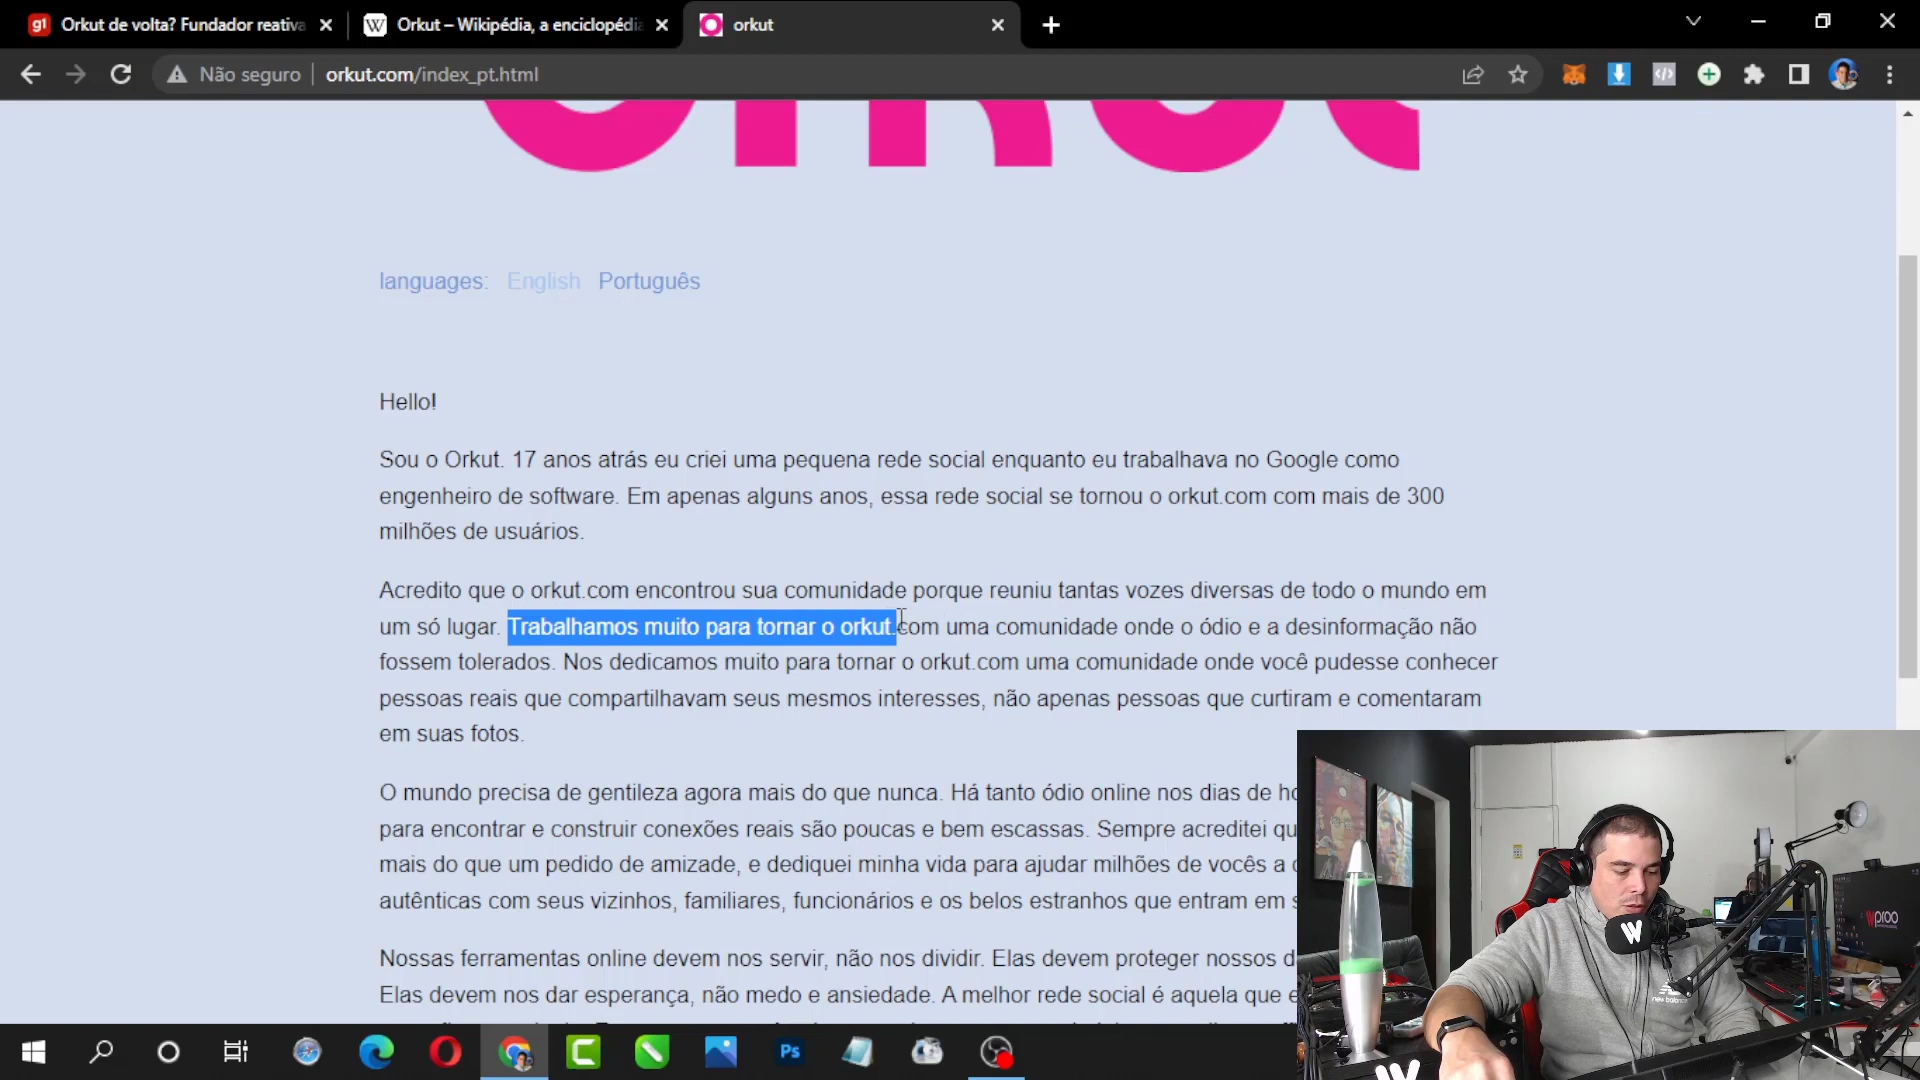 Orkut de volta? Fundador reativa
Orkut – Wikipédia, a enciclopédia
orkut
Não seguro
orkut.com/index_pt.html
orkut
languages: English Português
Hello!
Sou o Orkut. 17 anos atrás eu criei uma pequena rede social enquanto eu trabalhava no Google como
engenheiro de software. Em apenas alguns anos, essa rede social se tornou o orkut.com com mais de 300
milhões de usuários.
Acredito que o orkut.com encontrou sua comunidade porque reuniu tantas vozes diversas de todo o mundo em
um só lugar. Trabalhamos muito para tornar o orkut.com uma comunidade onde o ódio e a desinformação não
fossem tolerados. Nos dedicamos muito para tornar o orkut.com uma comunidade onde você pudesse conhecer
pessoas reais que compartilhavam seus mesmos interesses, não apenas pessoas que curtiram e comentaram
em suas fotos.
O mundo precisa de gentileza agora mais do que nunca. Há tanto ódio online nos dias de
para encontrar e construir conexões reais são poucas e bem escassas. Sempre acreditei
mais do que um pedido de amizade, e dediquei minha vida para ajudar milhões de vocês a
autênticas com seus vizinhos, familiares, funcionários e os belos estranhos que entram em
Nossas ferramentas online devem nos servir, não nos dividir. Elas devem proteger nossos
Elas devem nos dar esperança, não medo e ansiedade. A melhor rede social é aquela que
g1
W
Ps
W
new balance
proo